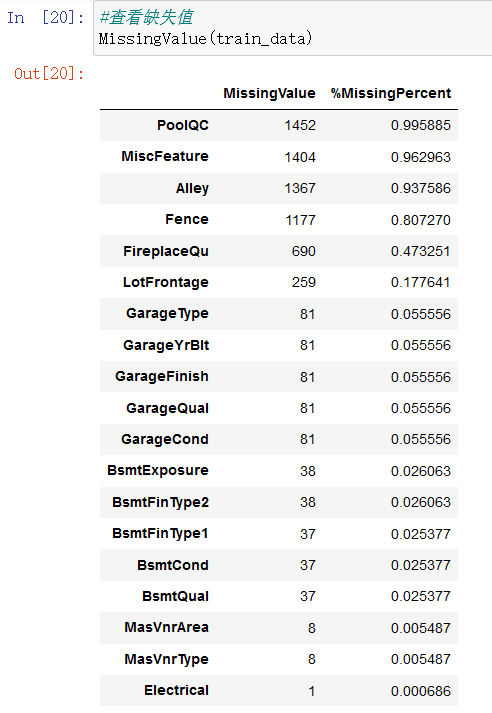 In [20]: #查看缺失值
MissingValue(train_data)
Out[20]:
MissingValue %MissingPercent
PoolQC 1452 0.995885
MiscFeature 1404 0.962963
Alley 1367 0.937586
Fence 1177 0.807270
FireplaceQu 690 0.473251
LotFrontage 259 0.177641
GarageType 81 0.055556
GarageYrBlt 81 0.055556
GarageFinish 81 0.055556
GarageQual 81 0.055556
GarageCond 81 0.055556
BsmtExposure 38 0.026063
BsmtFinType2 38 0.026063
BsmtFinType1 37 0.025377
BsmtCond 37 0.025377
BsmtQual 37 0.025377
MasVnrArea 8 0.005487
MasVnrType 8 0.005487
Electrical 1 0.000686